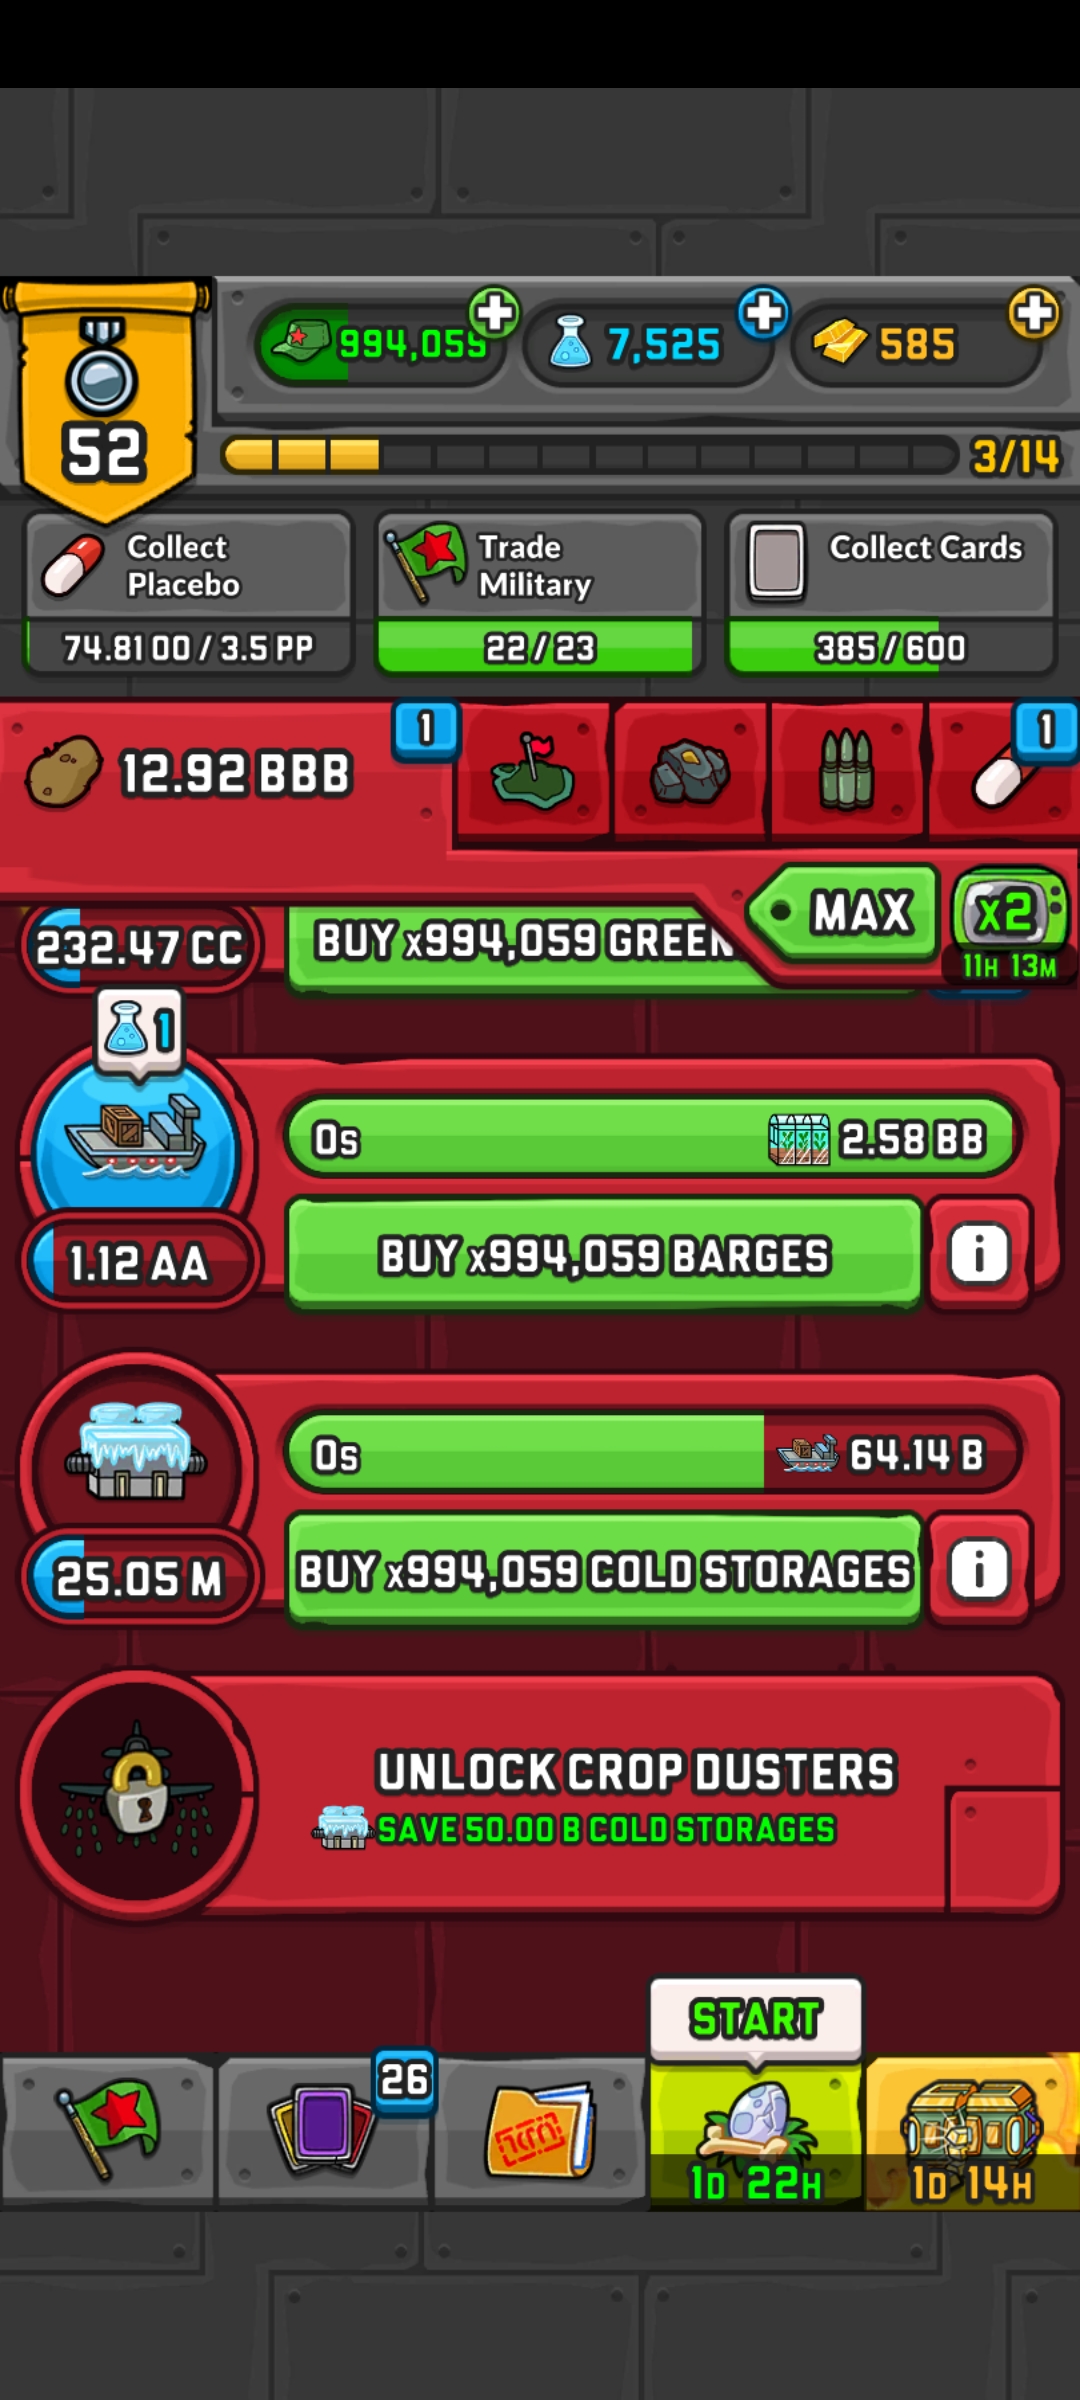 994,059
7,525
585
52
3/14
Collect
Placebo
74.81 OO / 3.5 PP
Trade
Military
22 / 23
Collect Cards
385 / 600
12.92 BBB
1
1
MAX
x2
11H 13M
232.47 CC
BUY x994,059 GREEN
1
0s
2.58 BB
1.12 AA
BUY x994,059 BARGES
i
0s
64.14 B
25.05 M
BUY x994,059 COLD STORAGES
i
UNLOCK CROP DUSTERS
SAVE 50.00 B COLD STORAGES
START
26
1D 22H
1D 14H